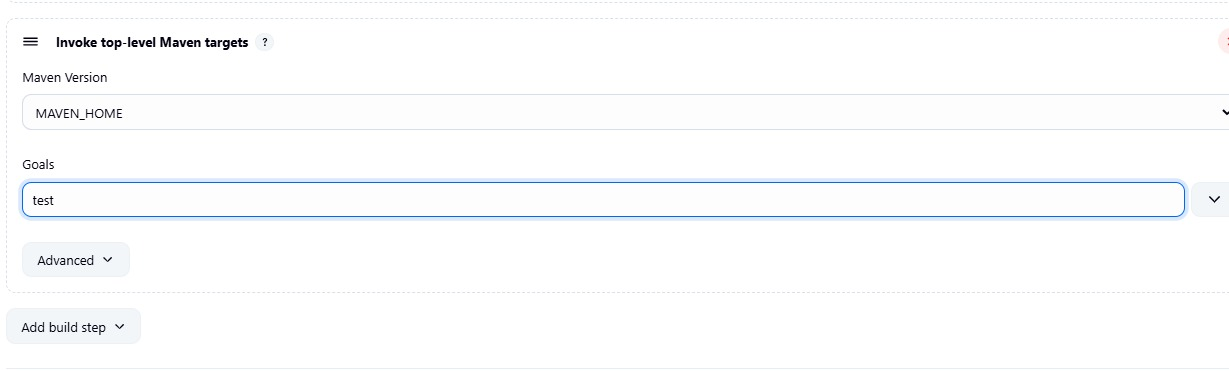 Invoke top-level Maven targets ?
Maven Version
MAVEN_HOME
Goals
test
Advanced
Add build step